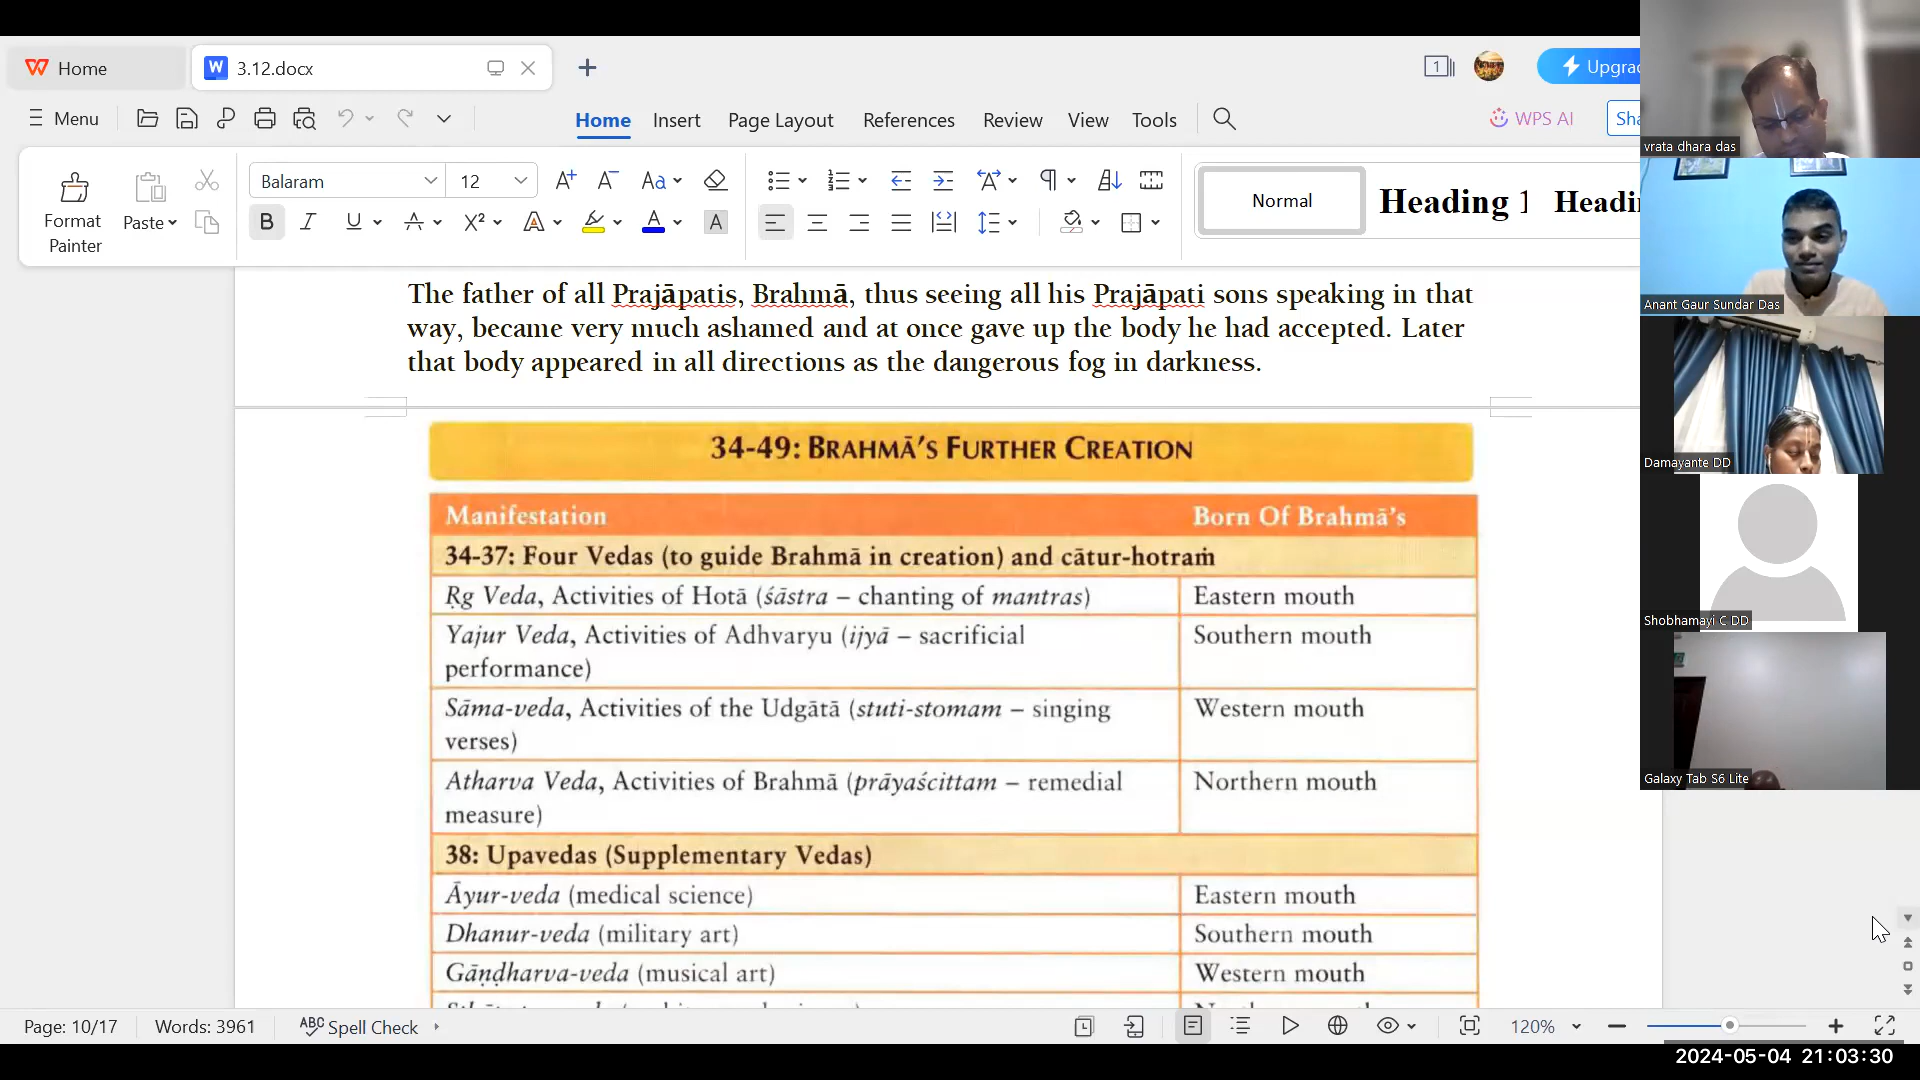 Home
3.12.docx
1
Upgrad
Menu
Home
Insert
Page Layout
References
Review
View
Tools
WPS AI
Sha
Format
Painter
Paste
Balaram
12
Normal
Heading 1
Headi
The father of all Prajāpatis, Brahmā, thus seeing all his Prajāpati sons speaking in that
way, became very much ashamed and at once gave up the body he had accepted. Later
that body appeared in all directions as the dangerous fog in darkness.
34-49: BRAHMĀ'S FURTHER CREATION
Manifestation
Born Of Brahmā's
34-37: Four Vedas (to guide Brahmā in creation) and cātur-hotraṁ
Ṛg Veda, Activities of Hotā (śāstra – chanting of mantras)
Eastern mouth
Yajur Veda, Activities of Adhvaryu (ijyā – sacrificial
performance)
Southern mouth
Sāma-veda, Activities of the Udgātā (stuti-stomam – singing
verses)
Western mouth
Atharva Veda, Activities of Brahmā (prāyaścittam – remedial
measure)
Northern mouth
38: Upavedas (Supplementary Vedas)
Āyur-veda (medical science)
Eastern mouth
Dhanur-veda (military art)
Southern mouth
Gāṇḍharva-veda (musical art)
Western mouth
Page: 10/17
Words: 3961
Spell Check
120%
vrata dhara das
Anant Gaur Sundar Das
Damayante DD
Shobhamayi C DD
Galaxy Tab S6 Lite
2024-05-04 21:03:30